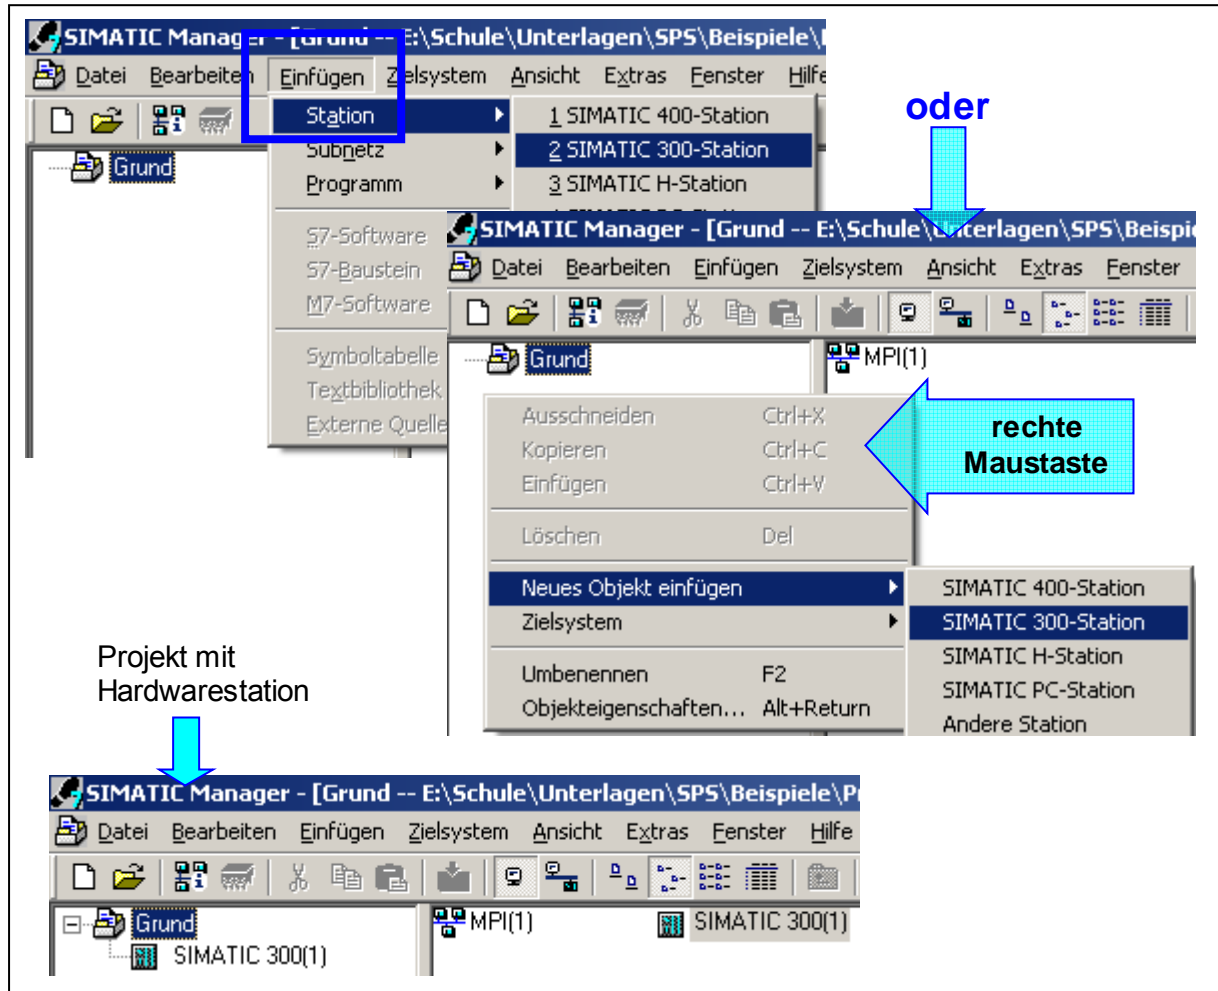 SIMATIC Manager - [Grund -- E:\Schule\Unterlagen\SPS\Beispiele\
Datei Bearbeiten Einfügen Zielsystem Ansicht Extras Fenster Hilfe
Station
Subnetz
Programm
S7-Software
S7-Baustein
M7-Software
Symboltabelle
Textbibliothek
Externe Quelle
1 SIMATIC 400-Station
2 SIMATIC 300-Station
3 SIMATIC H-Station
Grund
oder
SIMATIC Manager - [Grund -- E:\Schule\Unterlagen\SPS\Beispi
Datei Bearbeiten Einfügen Zielsystem Ansicht Extras Fenster
Grund
MPI(1)
Ausschneiden Ctrl+X
Kopieren Ctrl+C
Einfügen Ctrl+V
Löschen Del
Neues Objekt einfügen
Zielsystem
Umbenennen F2
Objekteigenschaften... Alt+Return
rechte
Maustaste
SIMATIC 400-Station
SIMATIC 300-Station
SIMATIC H-Station
SIMATIC PC-Station
Andere Station
Projekt mit
Hardwarestation
SIMATIC Manager - [Grund -- E:\Schule\Unterlagen\SPS\Beispiele\P
Datei Bearbeiten Einfügen Zielsystem Ansicht Extras Fenster Hilfe
Grund
SIMATIC 300(1)
MPI(1) SIMATIC 300(1)